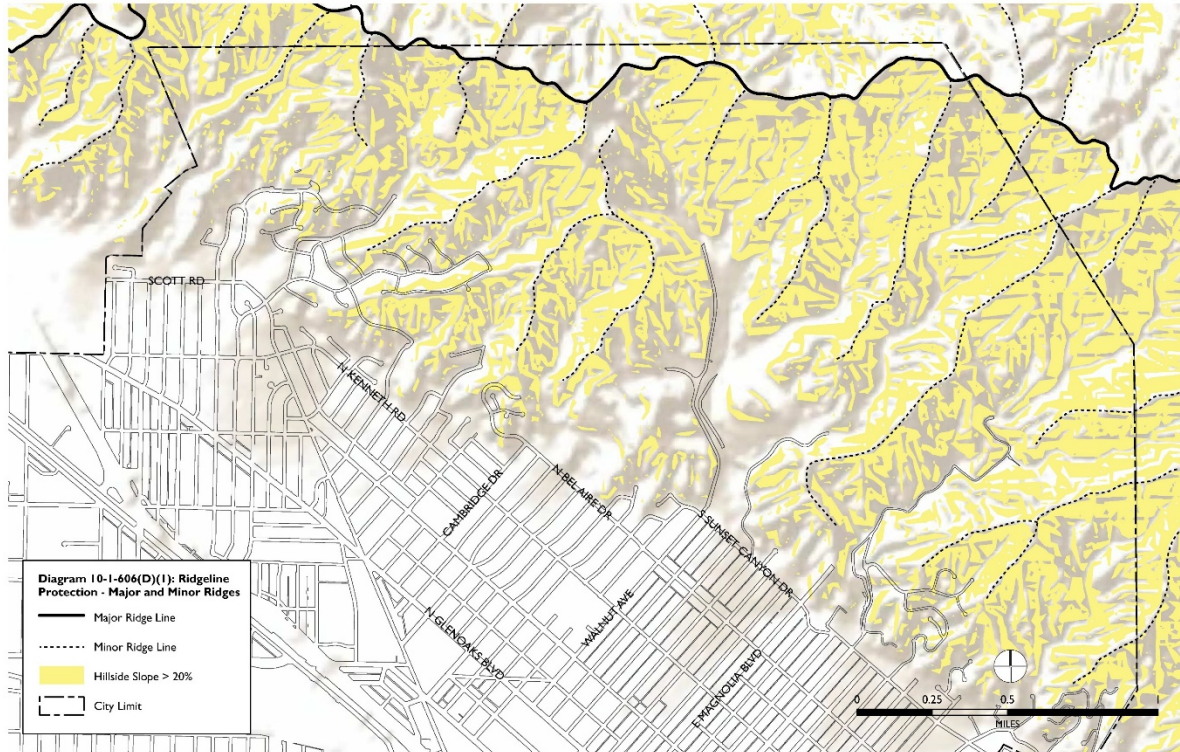 SCOTT RD
N KENNETH RD
CAMBRIDGE DR
N BELAIRE DR
S SUNSET CANYON DR
WALNUT AVE
N GLENOAKS BLVD
E MAGNOLIA BLVD
Diagram 10-1-606(D)(1): Ridgeline
Protection - Major and Minor Ridges
Major Ridge Line
Minor Ridge Line
Hillside Slope > 20%
City Limit
0 0.25 0.5 1
MILES